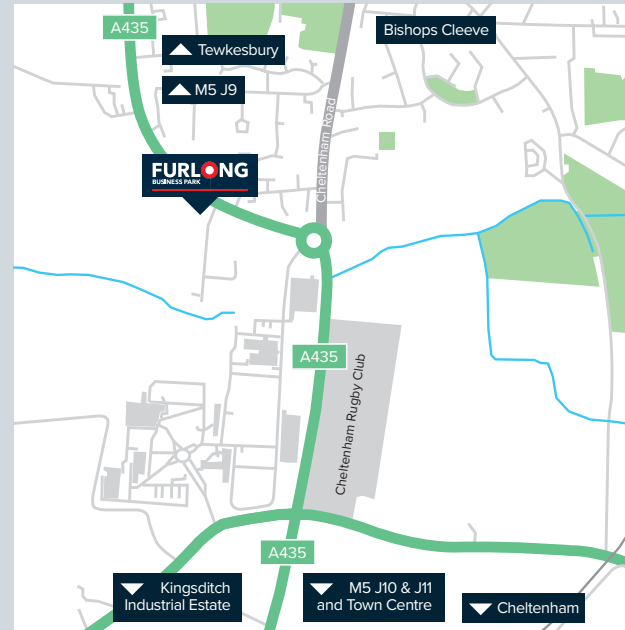 A435
Tewkesbury
Bishops Cleeve
M5 J9
Cheltenham Road
FURLONG
BUSINESS PARK
A435
Cheltenham Rugby Club
A435
Kingsditch
Industrial Estate
M5 J10 & J11
and Town Centre
Cheltenham